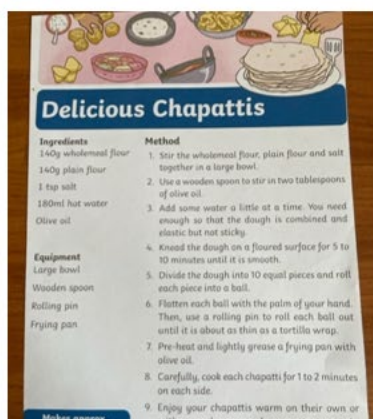 Delicious Chapattis
Ingredients
140g wholemeal flour
140g plain flour
1 tsp salt
180ml hot water
Olive oil
Equipment
Large bowl
Wooden spoon
Rolling pin
Frying pan
Method
1. Stir the wholemeal flour, plain flour and salt
together in a large bowl.
2. Use a wooden spoon to stir in two tablespoons
of olive oil.
3. Add some water a little at a time. You need
enough so that the dough is combined and
elastic but not sticky.
4. Knead the dough on a floured surface for 5 to
10 minutes until it is smooth.
5. Divide the dough into 10 equal pieces and roll
each piece into a ball.
6. Flatten each ball with the palm of your hand.
Then, use a rolling pin to roll each ball out
until it is about as thin as a tortilla wrap.
7. Pre-heat and lightly grease a frying pan with
olive oil.
8. Carefully, cook each chapatti for 1 to 2 minutes
on each side.
9. Enjoy your chapattis warm on their own or
Makes